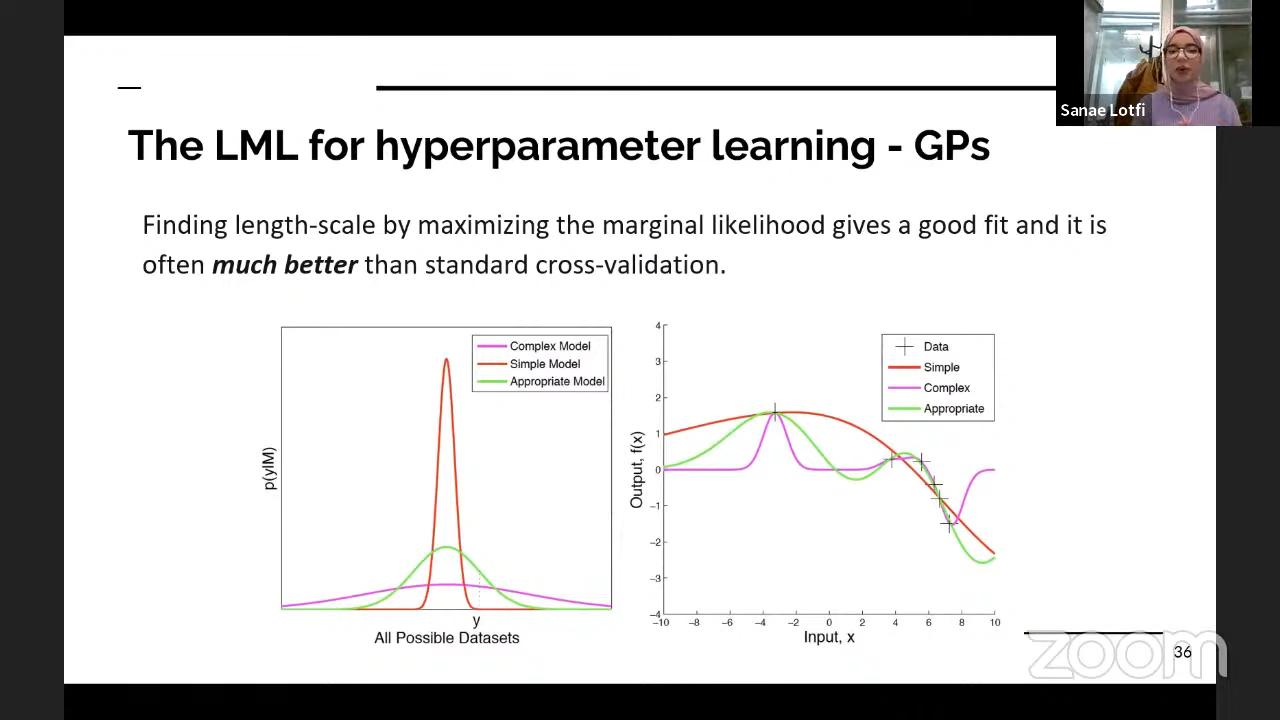 Sanae Lotfi
The LML for hyperparameter learning - GPs
Finding length-scale by maximizing the marginal likelihood gives a good fit and it is
often much better than standard cross-validation.
Complex Model
Simple Model
Appropriate Model
p(y|M)
y
All Possible Datasets
4
3
2
1
0
−1
−2
−3
−4
Output, f(x)
−10 −8 −6 −4 −2 0 2 4 6 8 10
Input, x
Data
Simple
Complex
Appropriate
zoom
36